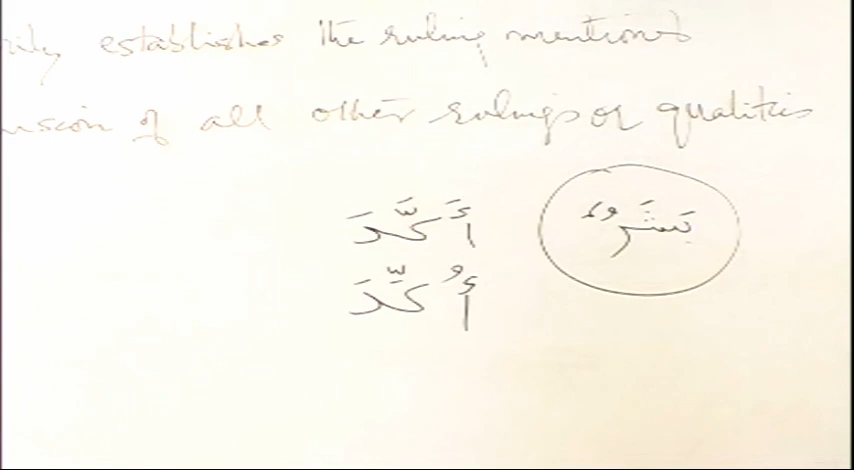 establishes the ruling mentioned
of all other rulings or qualities
بَشَرٌ
أَكَّدَ
أُكِّدَ